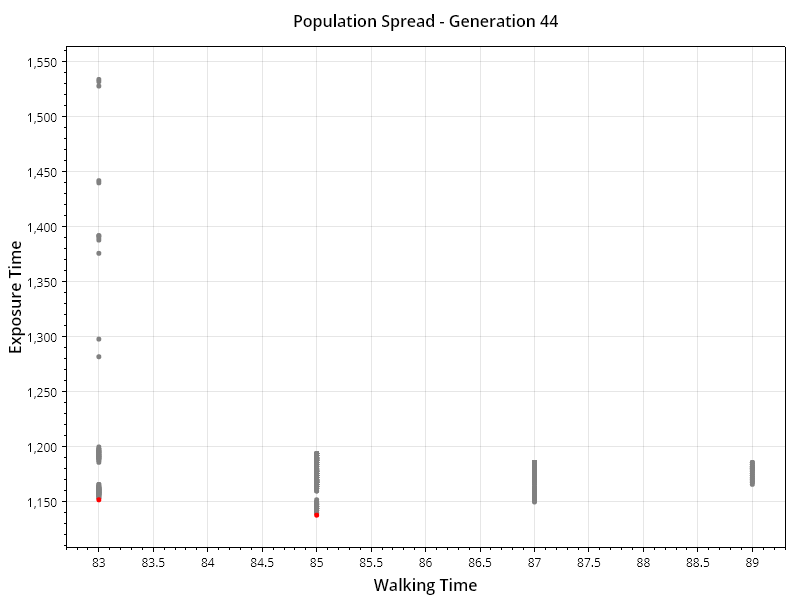 Population Spread - Generation 44
1,550
1,500
1,450
1,400
1,350
1,300
1,250
1,200
1,150
Exposure Time
83 83.5 84 84.5 85 85.5 86 86.5 87 87.5 88 88.5 89
Walking Time